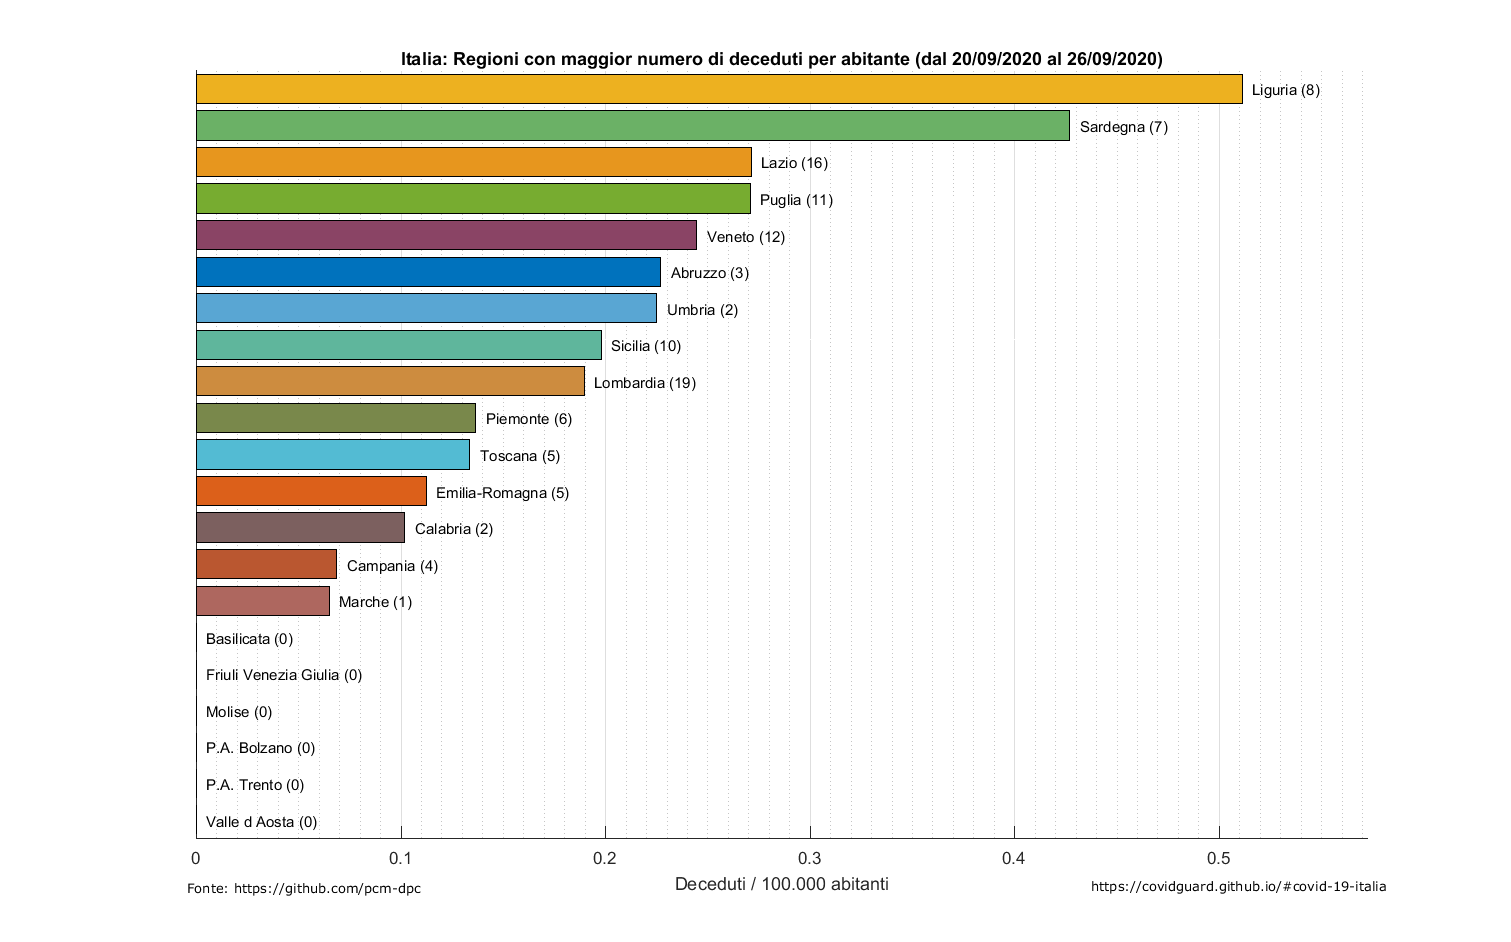 Italia: Regioni con maggior numero di deceduti per abitante (dal 20/09/2020 al 26/09/2020)
Liguria (8)
Sardegna (7)
Lazio (16)
Puglia (11)
Veneto (12)
Abruzzo (3)
Umbria (2)
Sicilia (10)
Lombardia (19)
Piemonte (6)
Toscana (5)
Emilia-Romagna (5)
Calabria (2)
Campania (4)
Marche (1)
Basilicata (0)
Friuli Venezia Giulia (0)
Molise (0)
P.A. Bolzano (0)
P.A. Trento (0)
Valle d Aosta (0)
0 0.1 0.2 0.3 0.4 0.5
Deceduti / 100.000 abitanti
Fonte: https://github.com/pcm-dpc
https://covidguard.github.io/#covid-19-italia